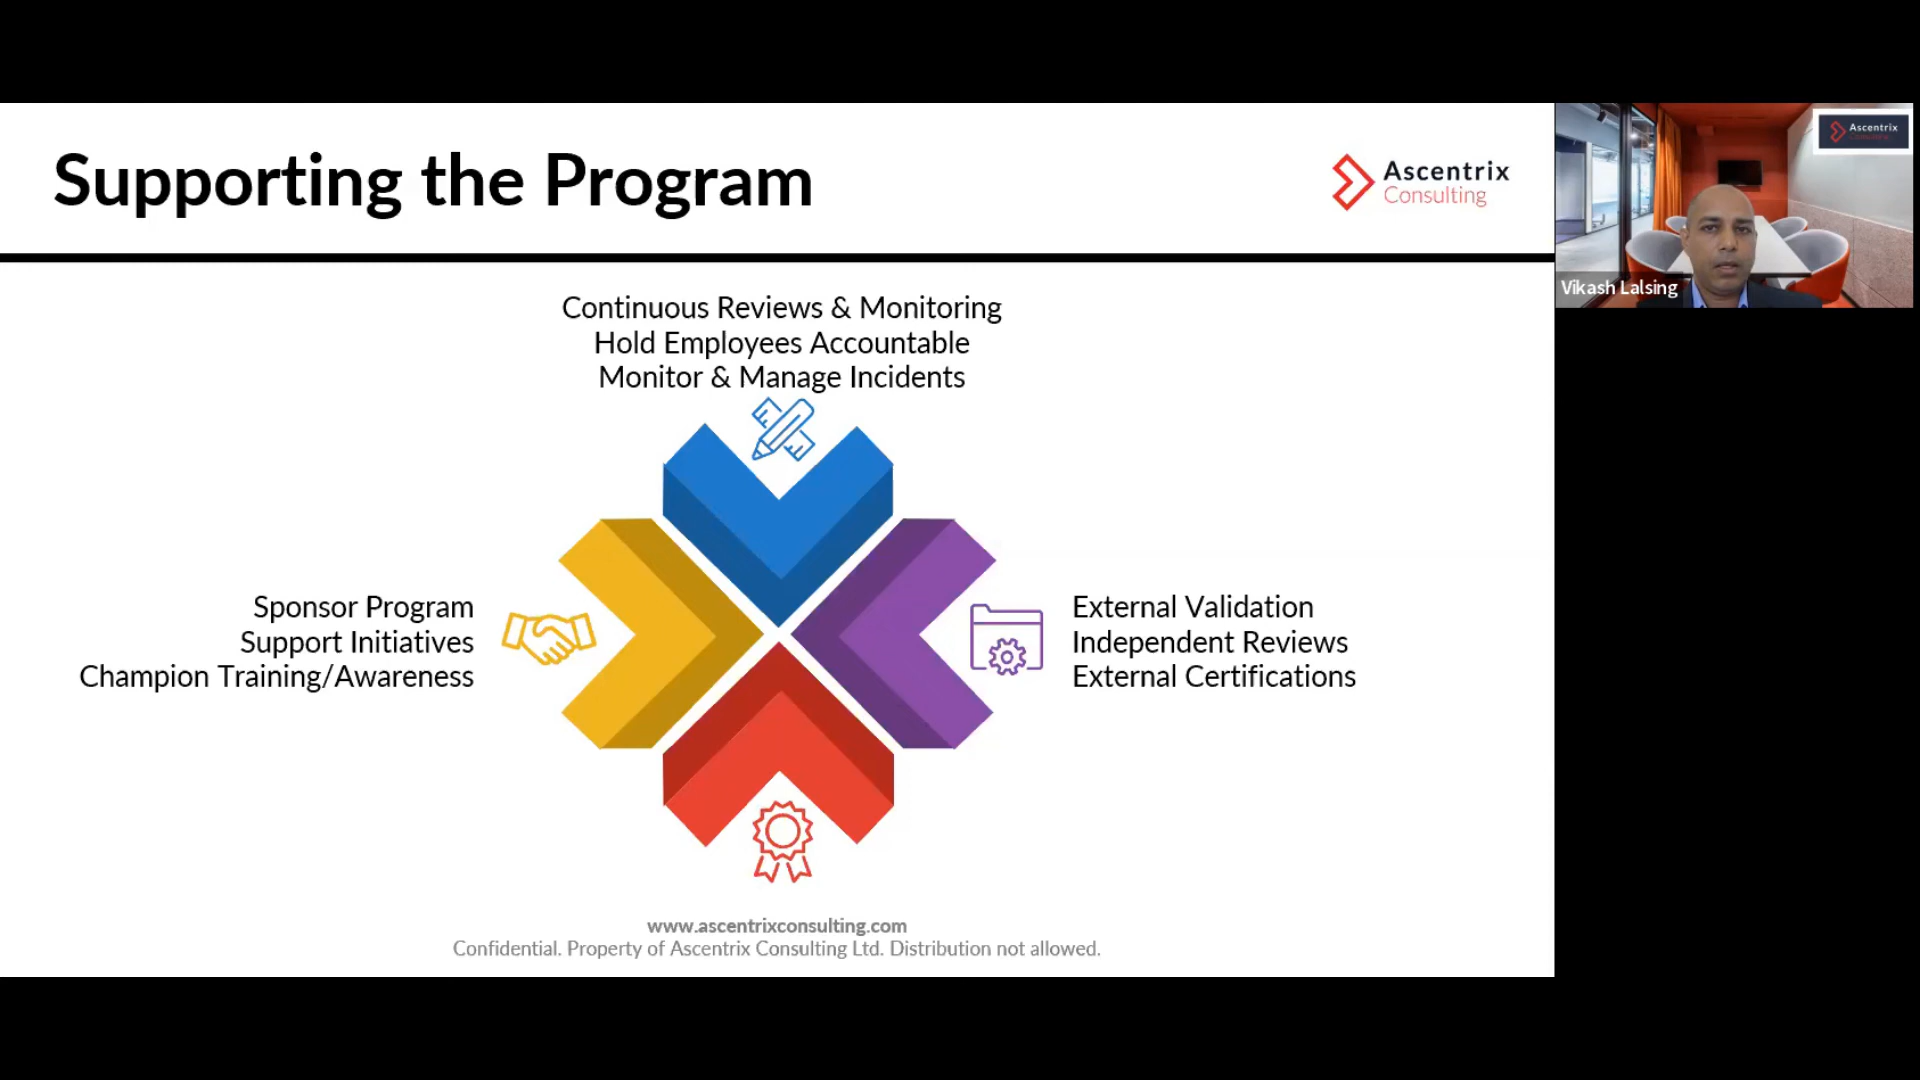 Supporting the Program
Ascentrix
Consulting
Ascentrix
Vikash Lalsing
Continuous Reviews & Monitoring
Hold Employees Accountable
Monitor & Manage Incidents
Sponsor Program
Support Initiatives
Champion Training/Awareness
External Validation
Independent Reviews
External Certifications
www.ascentrixconsulting.com
Confidential. Property of Ascentrix Consulting Ltd. Distribution not allowed.